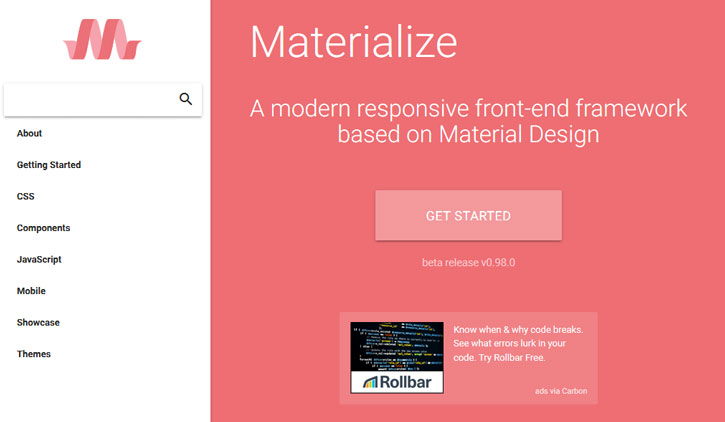 About
Getting Started
CSS
Components
JavaScript
Mobile
Showcase
Themes
Materialize
A modern responsive front-end framework
based on Material Design
GET STARTED
beta release v0.98.0
Rollbar
Know when & why code breaks.
See what errors lurk in your
code. Try Rollbar Free.
ads via Carbon